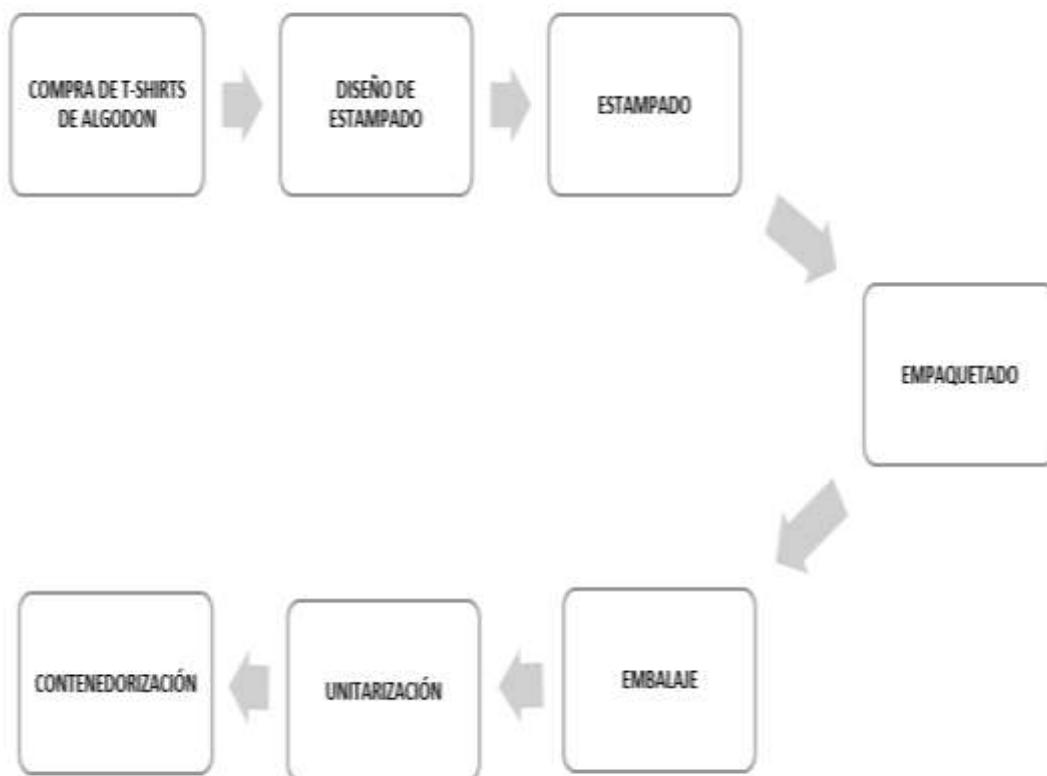 COMPRA DE T-SHIRTS
DE ALGODON
DISEÑO DE
ESTAMPADO
ESTAMPADO
EMPAQUETADO
EMBALAJE
UNITARIZACIÓN
CONTENEDORIZACIÓN